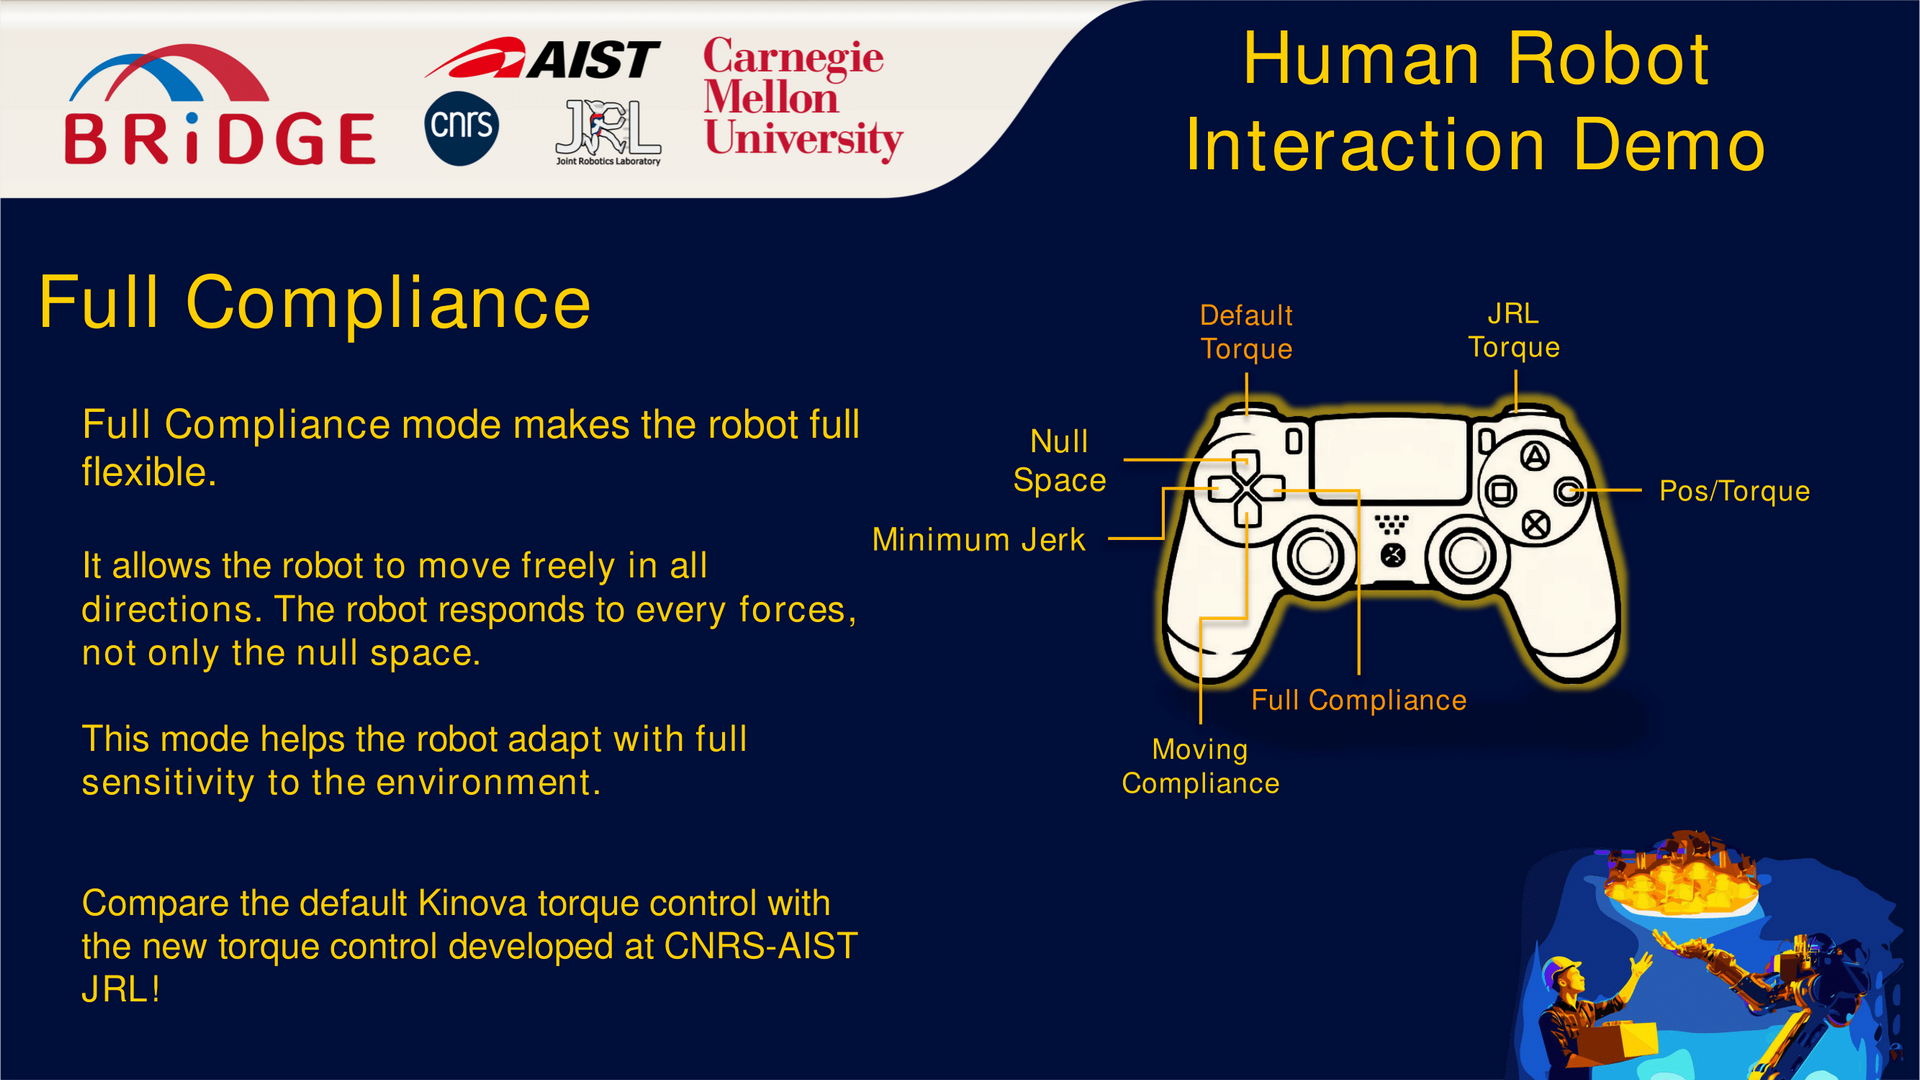 BRiDGE
AIST
cnrs
JRL
Joint Robotics Laboratory
Carnegie
Mellon
University
Human Robot
Interaction Demo
Full Compliance
Full Compliance mode makes the robot full
flexible.
It allows the robot to move freely in all
directions. The robot responds to every forces,
not only the null space.
This mode helps the robot adapt with full
sensitivity to the environment.
Compare the default Kinova torque control with
the new torque control developed at CNRS-AIST
JRL!
Default
Torque
JRL
Torque
Null
Space
Minimum Jerk
Pos/Torque
Full Compliance
Moving
Compliance